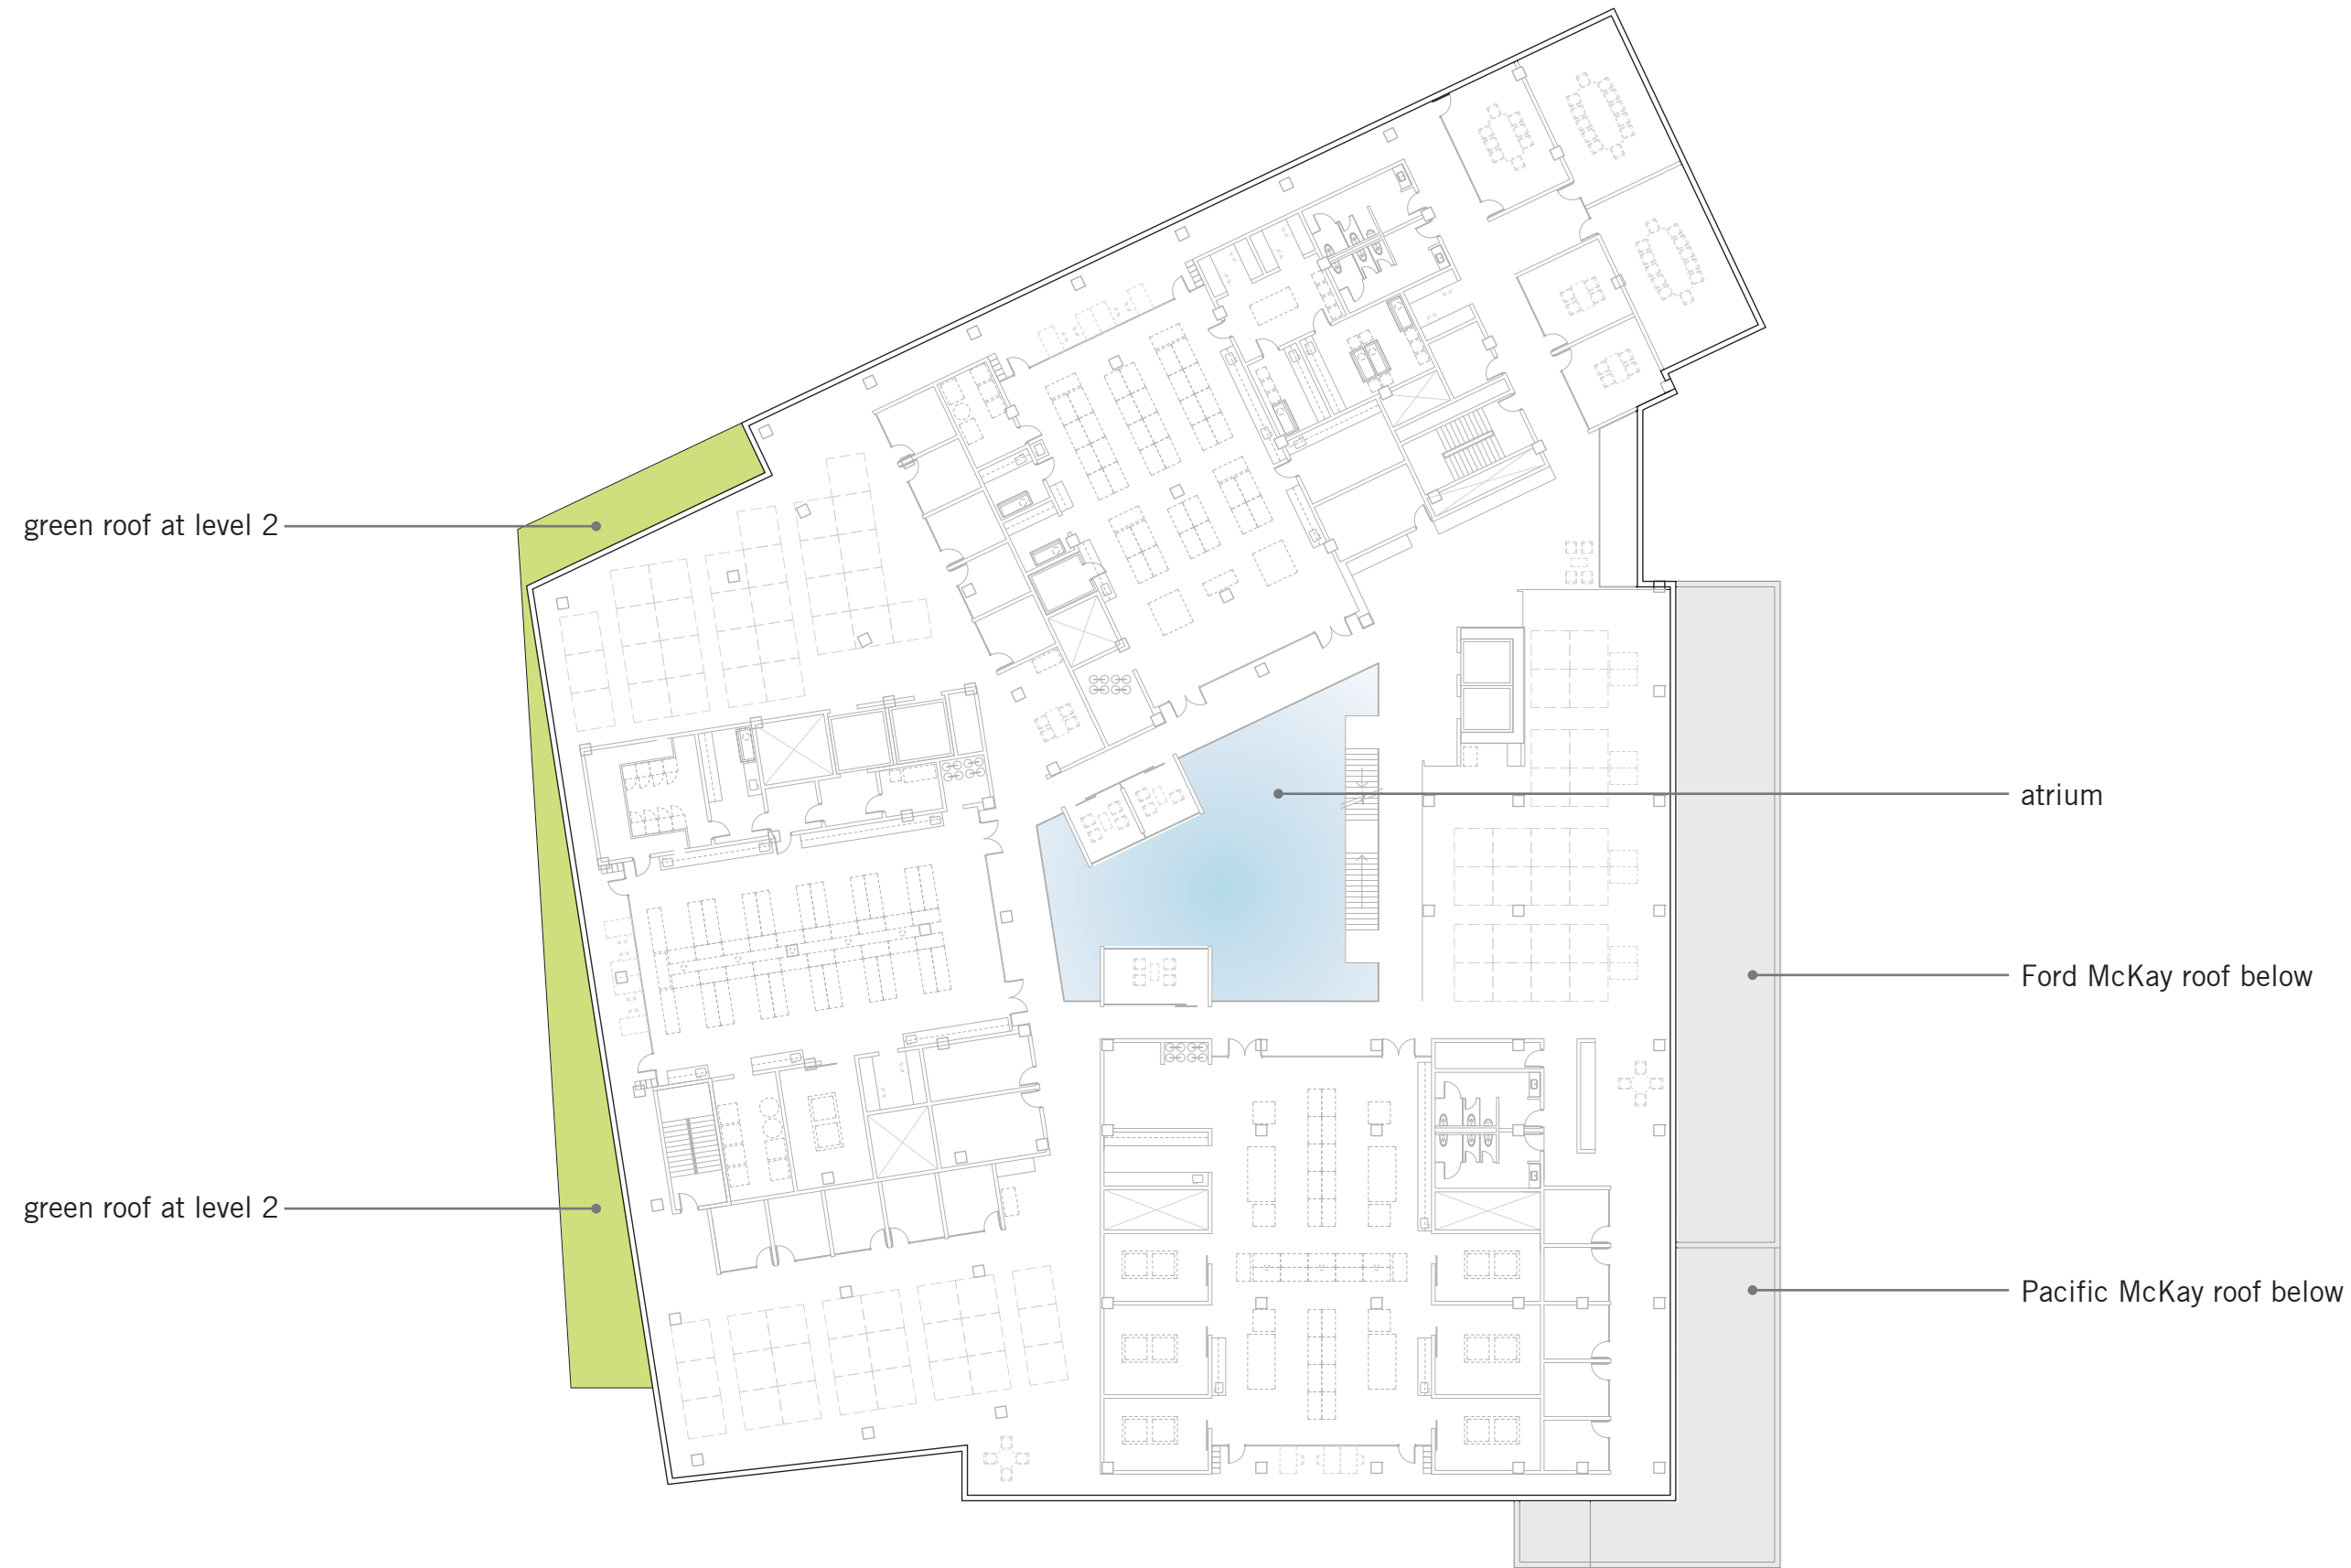 green roof at level 2
atrium
Ford McKay roof below
green roof at level 2
Pacific McKay roof below